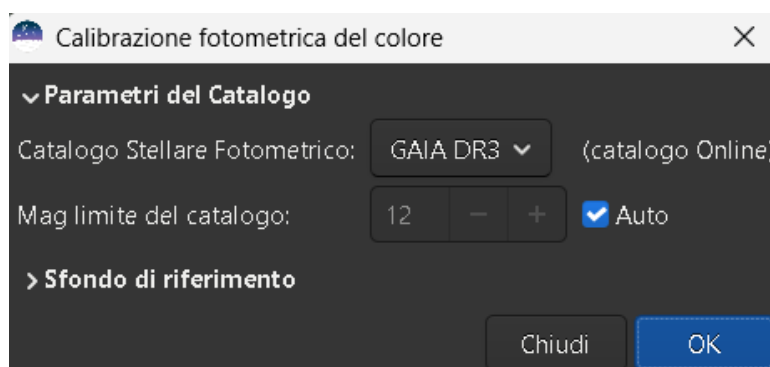 Calibrazione fotometrica del colore
Parametri del Catalogo
Catalogo Stellare Fotometrico: GAIA DR3 (catalogo Online)
Mag limite del catalogo: 12 Auto
Sfondo di riferimento
Chiudi OK